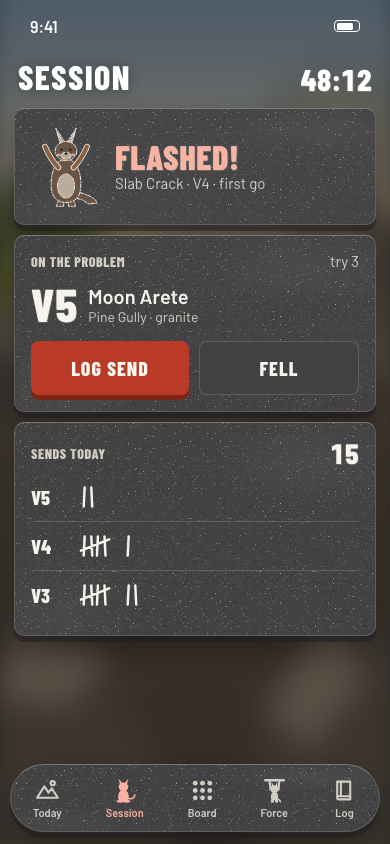 9:41
SESSION
48:12
FLASHED!
Slab Crack · V4 · first go
ON THE PROBLEM
try 3
V5
Moon Arete
Pine Gully · granite
LOG SEND
FELL
SENDS TODAY
15
V5
V4
V3
Today
Session
Board
Force
Log